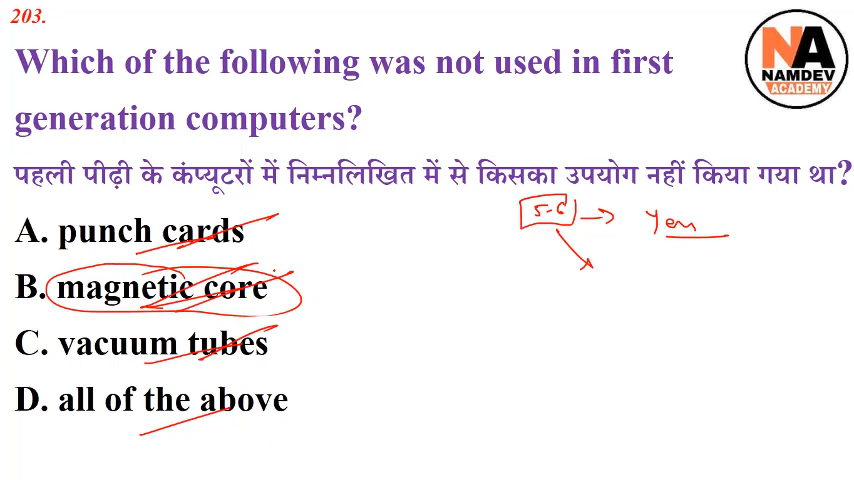 203.
NA
NAMDEV
ACADEMY
Which of the following was not used in first
generation computers?
पहली पीढ़ी के कंप्यूटरों में निम्नलिखित में से किसका उपयोग नहीं किया गया था?
A. punch cards
B. magnetic core
C. vacuum tubes
D. all of the above